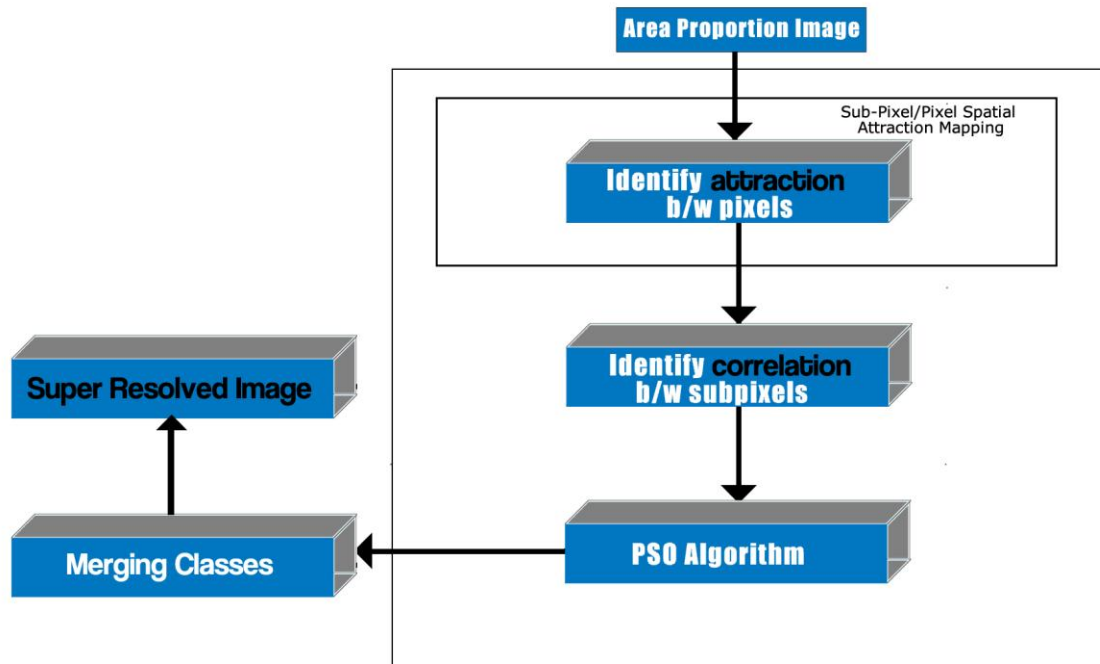 Area Proportion Image
Sub-Pixel/Pixel Spatial
Attraction Mapping
Identify attraction
b/w pixels
Identify correlation
b/w subpixels
Super Resolved Image
PSO Algorithm
Merging Classes